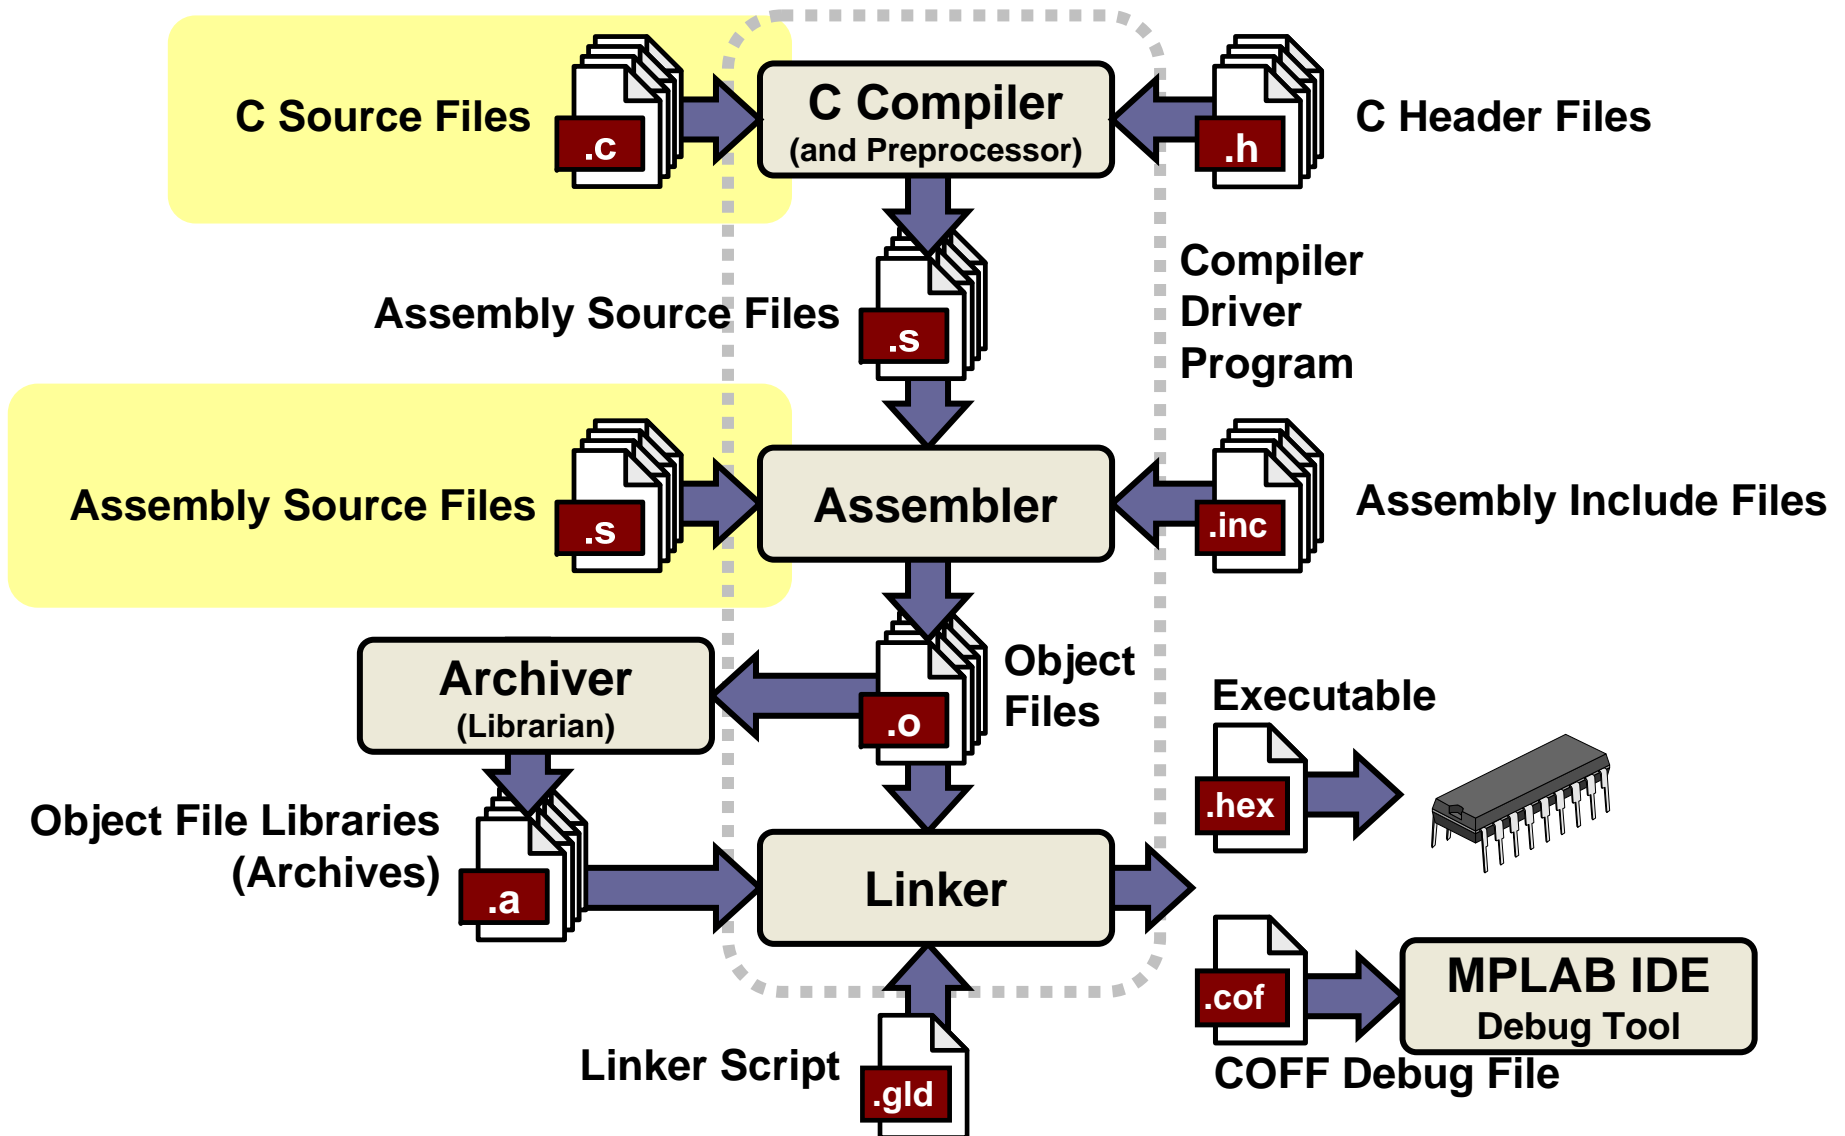 C Source Files
.c
C Compiler
(and Preprocessor)
.h
C Header Files
Assembly Source Files
.s
Compiler
Driver
Program
Assembly Source Files
.s
Assembler
.inc
Assembly Include Files
Archiver
(Librarian)
.o
Object
Files
Executable
.hex
Object File Libraries
(Archives)
.a
Linker
.cof
MPLAB IDE
Debug Tool
COFF Debug File
Linker Script
.gld